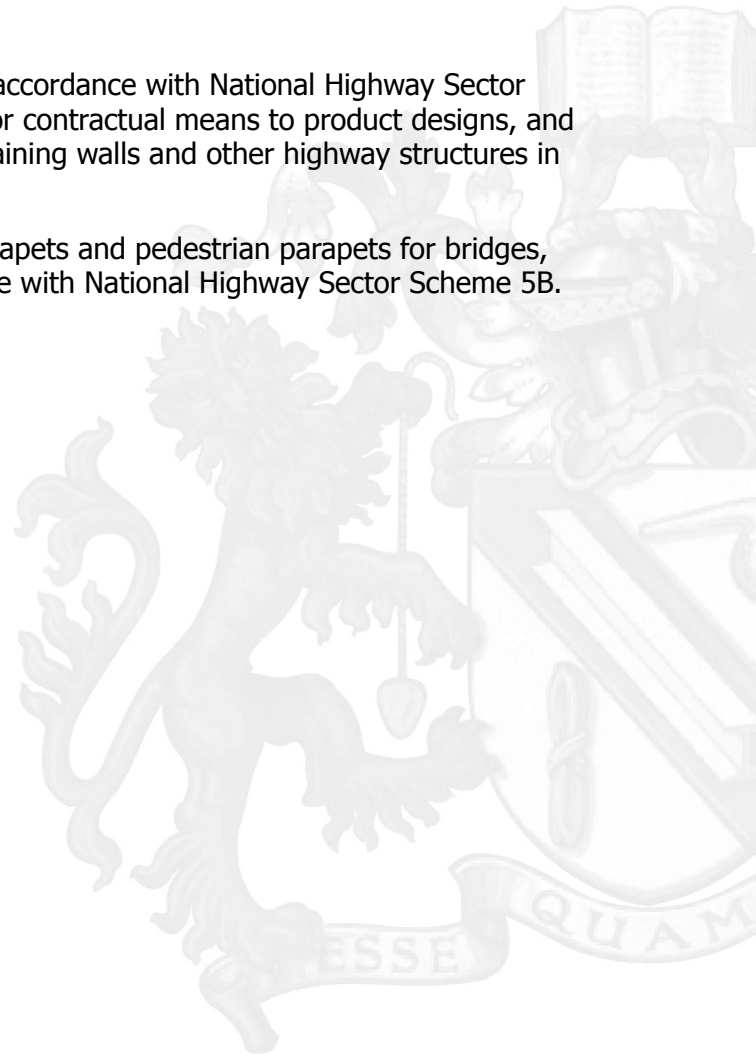 accordance with National Highway Sector
or contractual means to product designs, and
aining walls and other highway structures in
apets and pedestrian parapets for bridges,
e with National Highway Sector Scheme 5B.
ESSE
QUAM